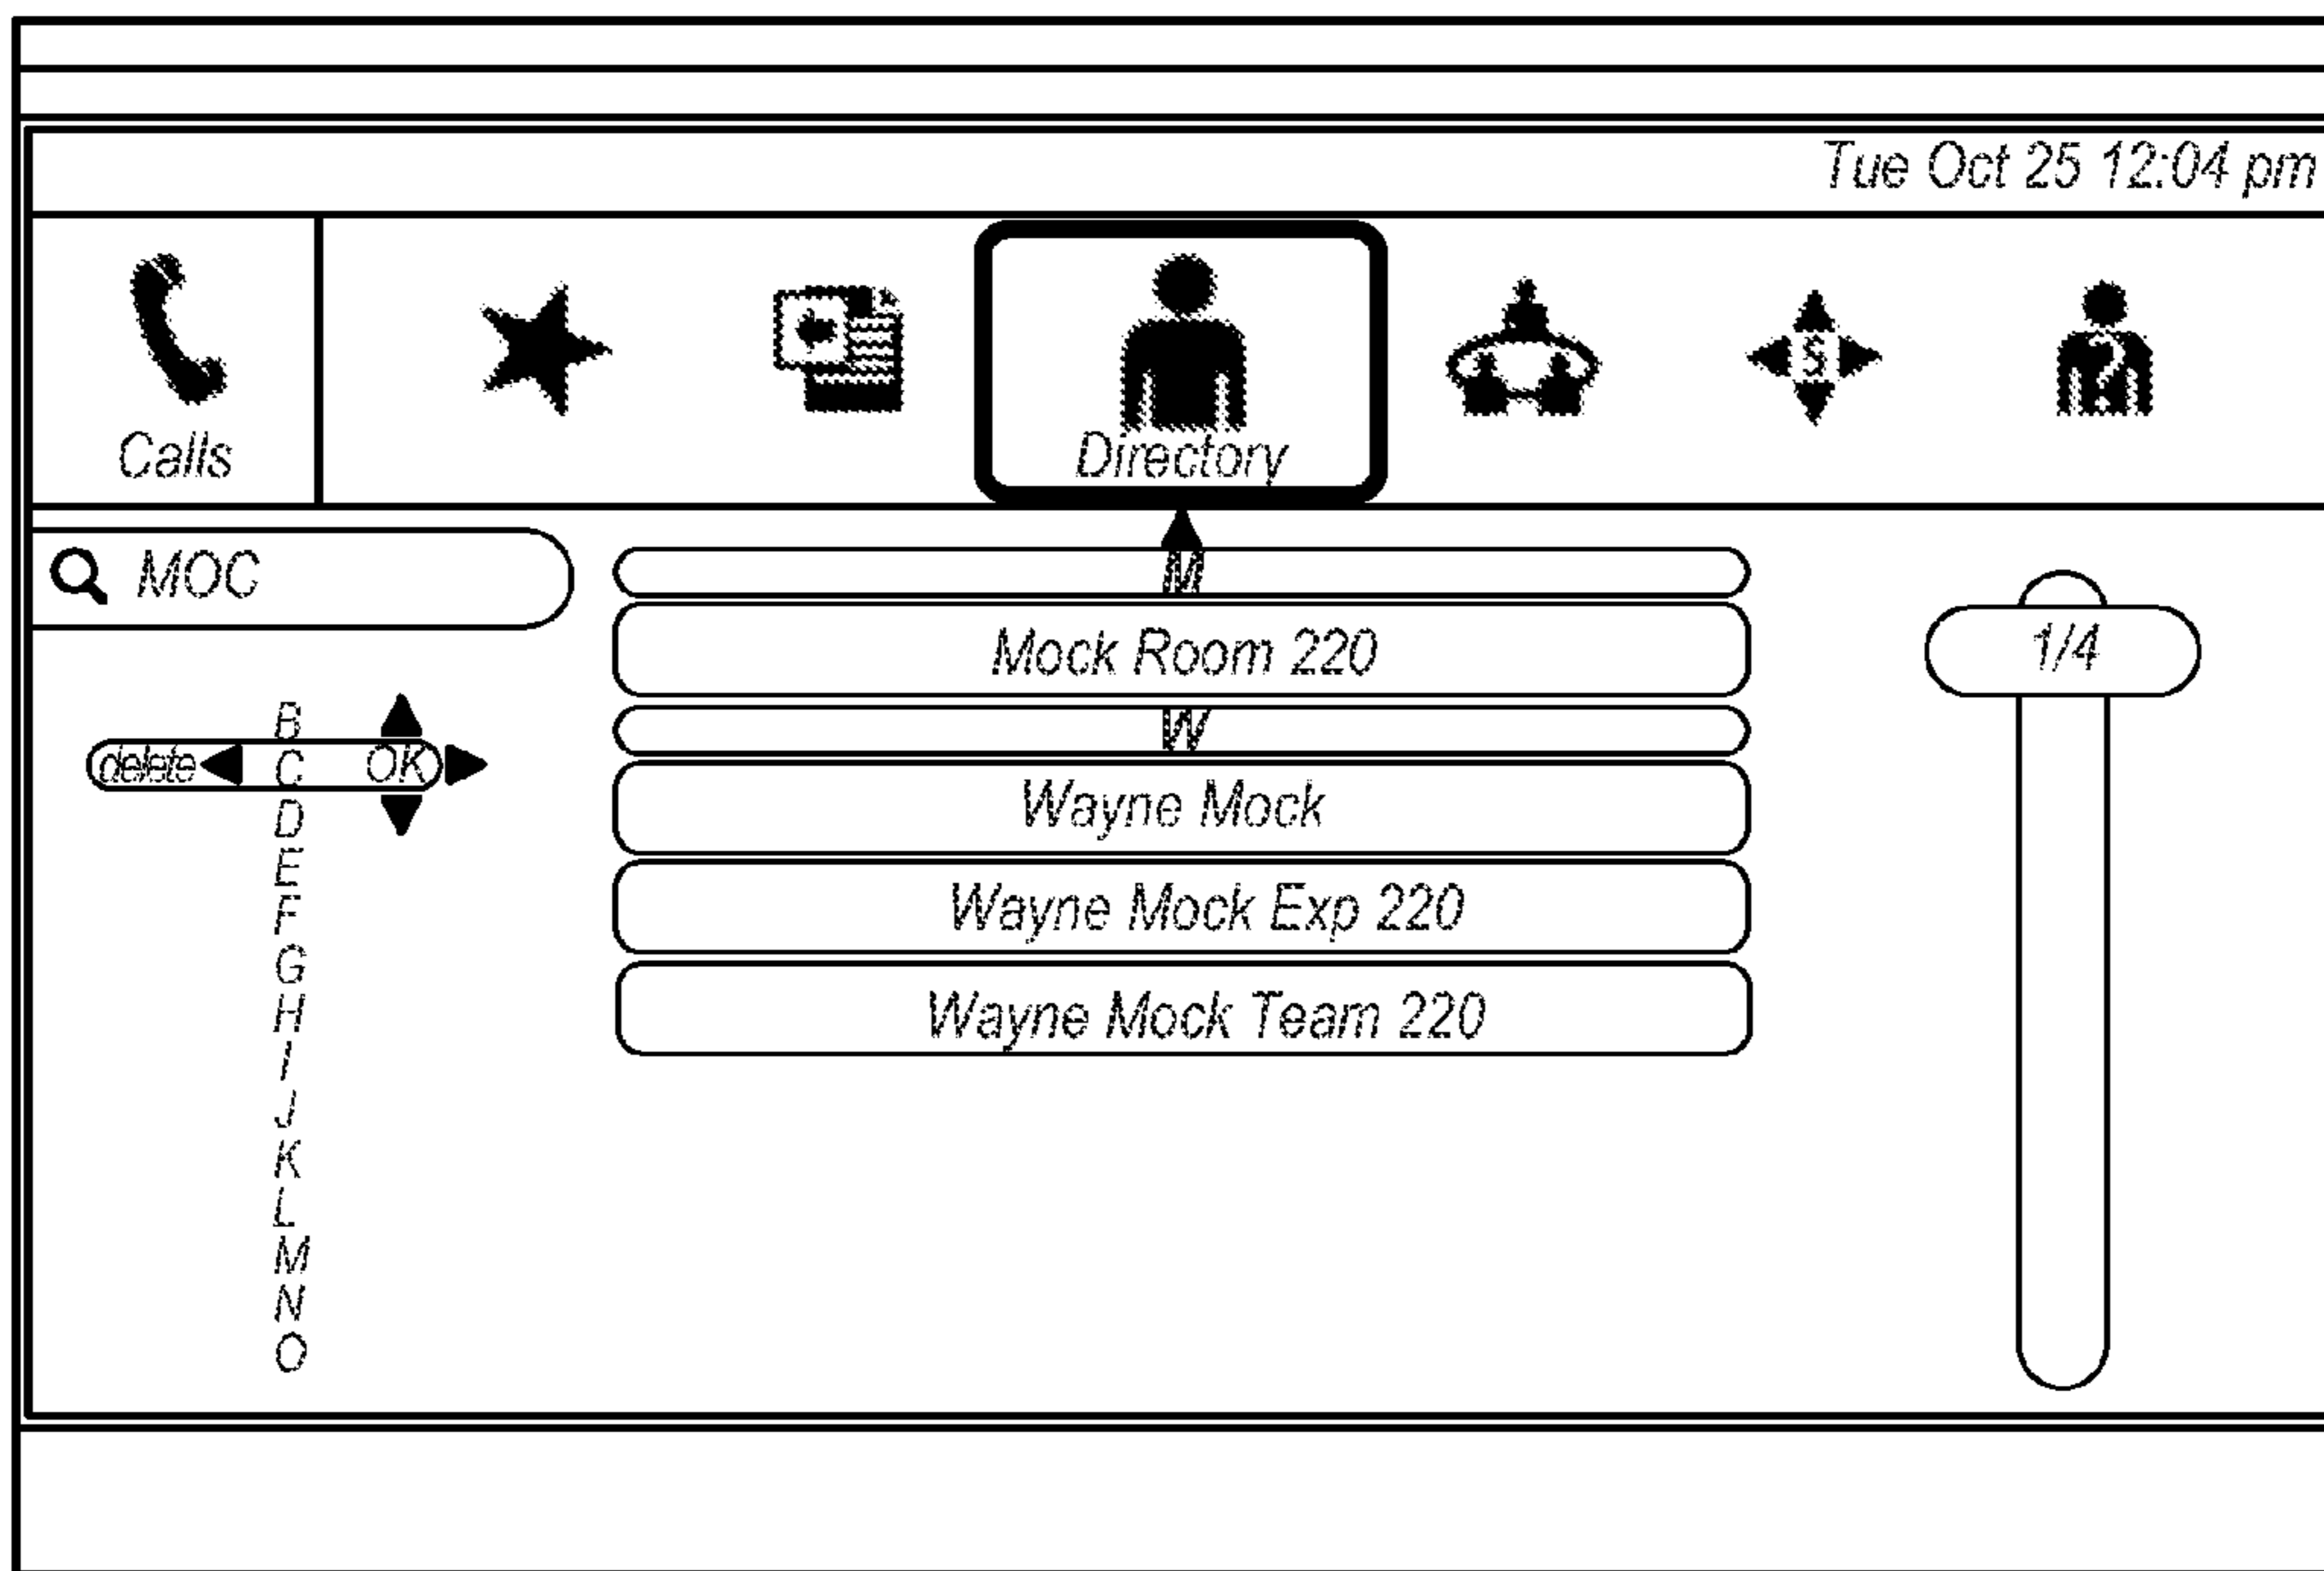 Tue Oct 25 12:04 pm
Calls
Directory
MOC
M
Mock Room 220
1/4
W
Wayne Mock
Wayne Mock Exp 220
Wayne Mock Team 220
B
delete C OK
D
E
F
G
H
I
J
K
L
M
N
O